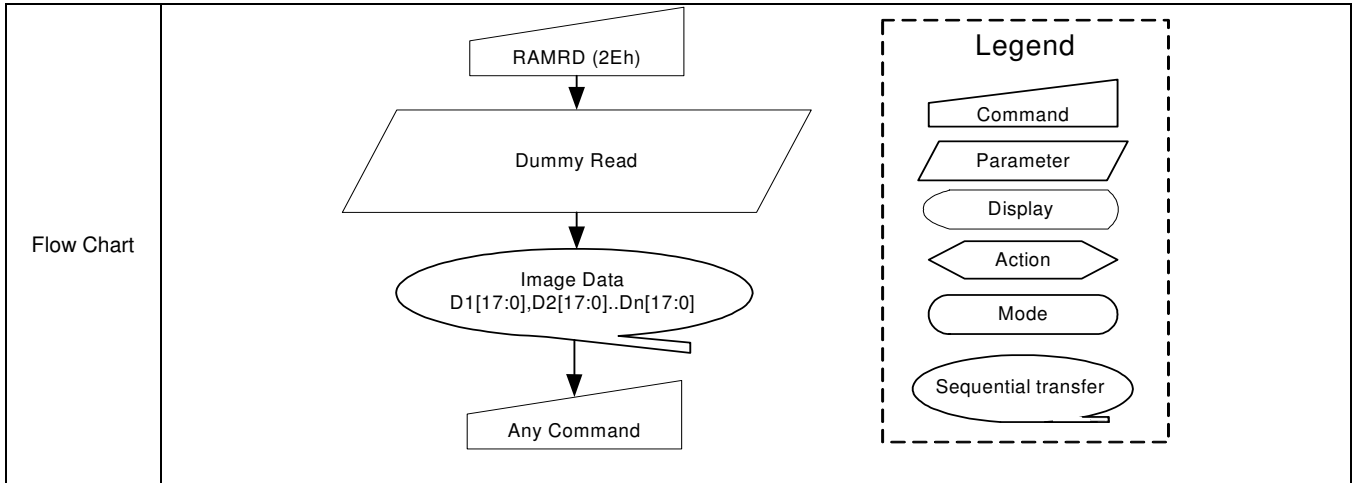 Flow Chart
RAMRD (2Eh)
Dummy Read
Image Data
D1[17:0],D2[17:0]..Dn[17:0]
Any Command
Legend
Command
Parameter
Display
Action
Mode
Sequential transfer